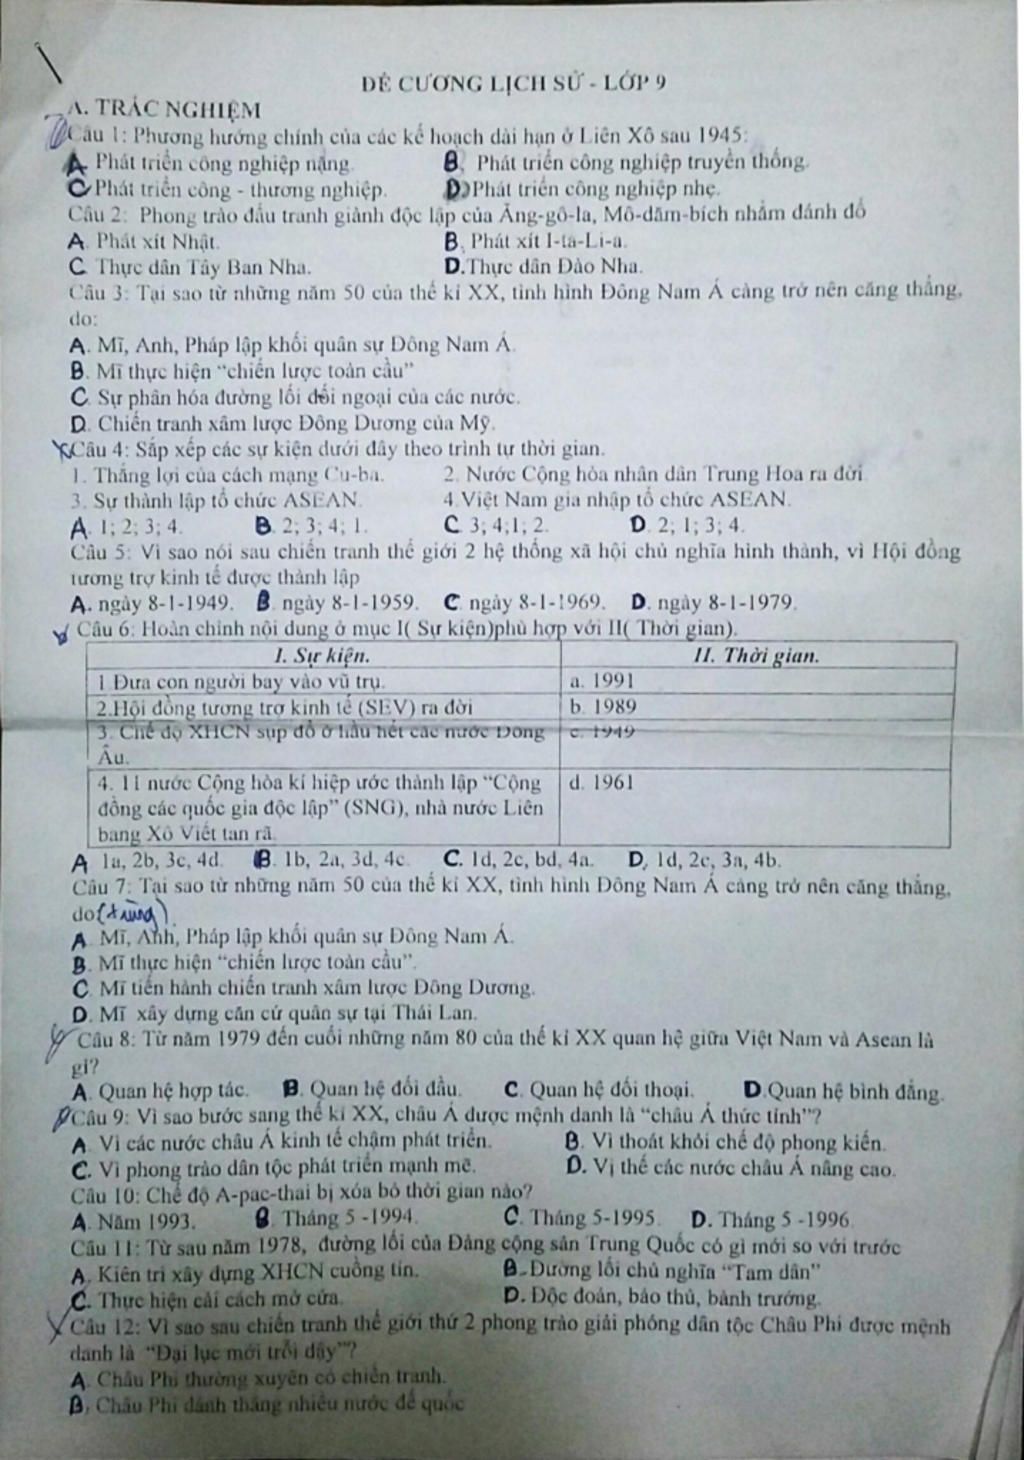 ĐỀ CƯƠNG LỊCH SỬ - LỚP 9
A. TRẮC NGHIỆM
Câu 1: Phương hướng chính của các kế hoạch dài hạn ở Liên Xô sau 1945:
A. Phát triển công nghiệp nặng. B. Phát triển công nghiệp truyền thống.
C. Phát triển công - thương nghiệp. D. Phát triển công nghiệp nhẹ.
Câu 2: Phong trào đấu tranh giành độc lập của Ăng-gô-la, Mô-dăm-bích nhằm đánh đổ
A. Phát xít Nhật. B. Phát xít I-ta-Li-a.
C. Thực dân Tây Ban Nha. D.Thực dân Đào Nha.
Câu 3: Tại sao từ những năm 50 của thế kỉ XX, tình hình Đông Nam Á càng trở nên căng thẳng,
do:
A. Mĩ, Anh, Pháp lập khối quân sự Đông Nam Á.
B. Mĩ thực hiện "chiến lược toàn cầu"
C. Sự phân hóa đường lối đối ngoại của các nước.
D. Chiến tranh xâm lược Đông Dương của Mỹ.
Câu 4: Sắp xếp các sự kiện dưới đây theo trình tự thời gian.
1. Thắng lợi của cách mạng Cu-ba. 2. Nước Cộng hòa nhân dân Trung Hoa ra đời
3. Sự thành lập tổ chức ASEAN. 4.Việt Nam gia nhập tổ chức ASEAN.
A. 1; 2; 3; 4. B. 2; 3; 4; 1. C. 3; 4;1; 2. D. 2; 1; 3; 4.
Câu 5: Vì sao nói sau chiến tranh thế giới 2 hệ thống xã hội chủ nghĩa hình thành, vì Hội đồng
tương trợ kinh tế được thành lập
A. ngày 8-1-1949. B. ngày 8-1-1959. C. ngày 8-1-1969. D. ngày 8-1-1979.
Câu 6: Hoàn chỉnh nội dung ở mục I( Sự kiện)phù hợp với II( Thời gian).
I. Sự kiện. II. Thời gian.
1.Đưa con người bay vào vũ trụ. a. 1991
2.Hội đồng tương trợ kinh tế (SEV) ra đời b. 1989
3. Chế độ XHCN sụp đổ ở hầu hết các nước Đông c. 1949
Âu.
4. 11 nước Cộng hòa kí hiệp ước thành lập "Cộng d. 1961
đồng các quốc gia độc lập" (SNG), nhà nước Liên
bang Xô Viết tan rã.
A. 1a, 2b, 3c, 4d. B. 1b, 2a, 3d, 4c. C. 1d, 2c, bd, 4a. D. 1d, 2c, 3a, 4b.
Câu 7: Tại sao từ những năm 50 của thế kỉ XX, tình hình Đông Nam Á càng trở nên căng thẳng,
do (trùng)
A. Mĩ, Anh, Pháp lập khối quân sự Đông Nam Á.
B. Mĩ thực hiện "chiến lược toàn cầu".
C. Mĩ tiến hành chiến tranh xâm lược Đông Dương.
D. Mĩ xây dựng căn cứ quân sự tại Thái Lan.
Câu 8: Từ năm 1979 đến cuối những năm 80 của thế kỉ XX quan hệ giữa Việt Nam và Asean là
gì?
A. Quan hệ hợp tác. B. Quan hệ đối đầu. C. Quan hệ đối thoại. D.Quan hệ bình đẳng.
Câu 9: Vì sao bước sang thế kỉ XX, châu Á được mệnh danh là "châu Á thức tỉnh"?
A. Vì các nước châu Á kinh tế chậm phát triển. B. Vì thoát khỏi chế độ phong kiến.
C. Vì phong trào dân tộc phát triển mạnh mẽ. D. Vị thế các nước châu Á nâng cao.
Câu 10: Chế độ A-pac-thai bị xóa bỏ thời gian nào?
A. Năm 1993. B. Tháng 5 -1994. C. Tháng 5-1995. D. Tháng 5 -1996
Câu 11: Từ sau năm 1978, đường lối của Đảng cộng sản Trung Quốc có gì mới so với trước
A. Kiên trì xây dựng XHCN cuồng tín. B. Đường lối chủ nghĩa "Tam dân"
C. Thực hiện cải cách mở cửa. D. Độc đoán, bảo thủ, bành trướng.
Câu 12: Vì sao sau chiến tranh thế giới thứ 2 phong trào giải phóng dân tộc Châu Phi được mệnh
danh là "Đại lục mới trỗi dậy"?
A. Châu Phi thường xuyên có chiến tranh.
B. Châu Phi đánh thắng nhiều nước đế quốc